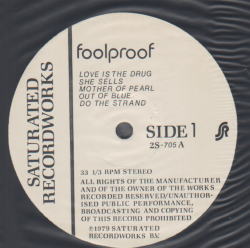 foolproof
LOVE IS THE DRUG
SHE SELLS
MOTHER OF PEARL
OUT OF BLUE
DO THE STRAND
SATURATED
RECORDWORKS
SIDE 1
2S-705 A
33 1/3 RPM STEREO
ALL RIGHTS OF THE MANUFACTURER
AND OF THE OWNER OF THE WORKS
RECORDED RESERVED/UNAUTHOR-
ISED PUBLIC PERFORMANCE,
BROADCASTING AND COPYING
OF THIS RECORD PROHIBITED
©1979 SATURATED
RECORDWORKS B.V.